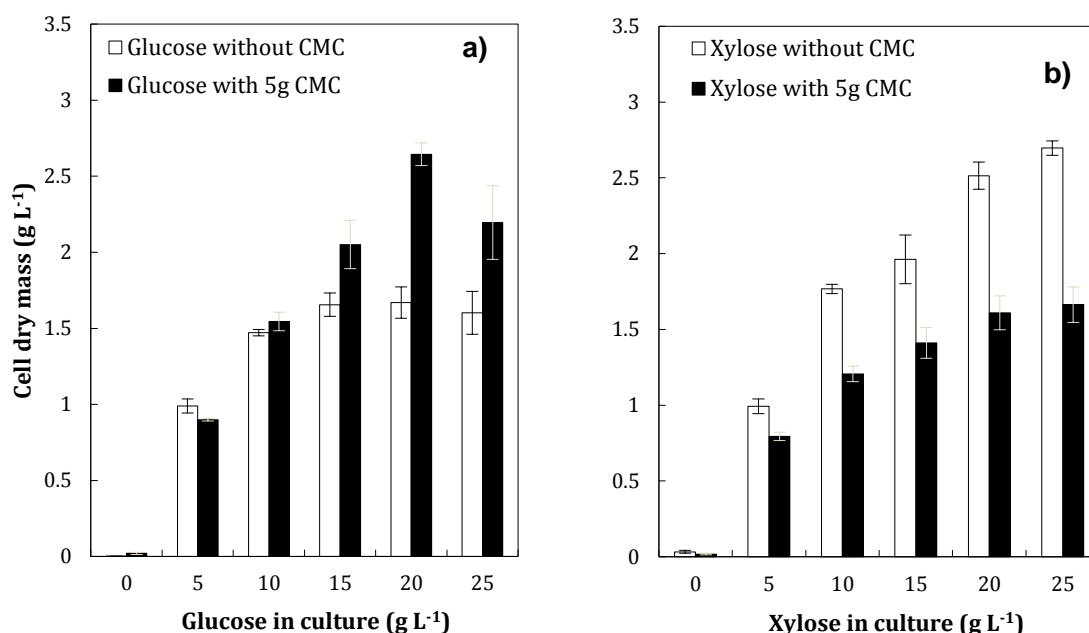 3.5
3
2.5
2
1.5
1
0.5
0
Cell dry mass (g L⁻¹)
Glucose without CMC
Glucose with 5g CMC
a)
0 5 10 15 20 25
Glucose in culture (g L⁻¹)
3.5
3
2.5
2
1.5
1
0.5
0
Xylose without CMC
Xylose with 5g CMC
b)
0 5 10 15 20 25
Xylose in culture (g L⁻¹)